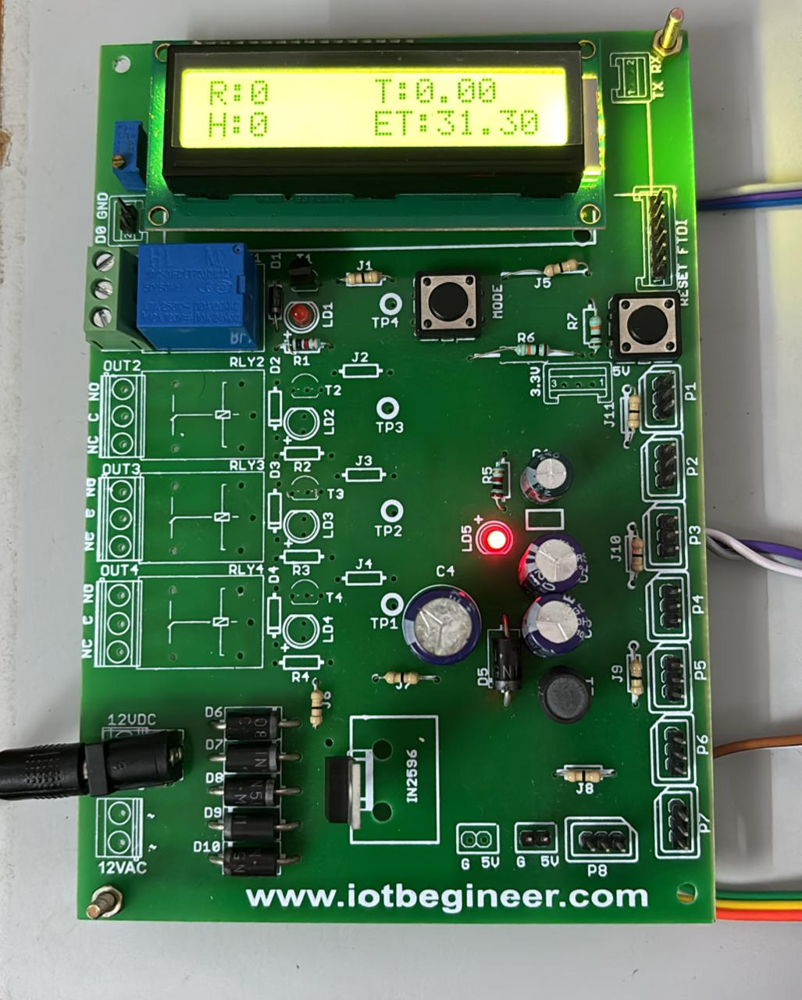 R:0 T:0.00
H:0 ET:31.30
TX RX
D0 GND
RESET FTDI
D1
J1
J5
MODE
LD1
TP4
R7
R1
R6
OUT2
RLY2
D2
J2
T2
3.3V
5V
3
1
P1
NO
C
NC
LD2
TP3
J11
R2
OUT3
RLY3
D3
J3
T3
R5
P2
LD3
TP2
LD5
J10
P3
R3
OUT4
RLY4
D4
J4
T4
C4
P4
NO
C
NC
LD4
TP1
R4
D5
J9
P5
J7
J6
12VDC
D6
D7
D8
D9
D10
IN2596
P6
J8
P7
~
~
12VAC
G 5V
G 5V
P8
www.iotbegineer.com